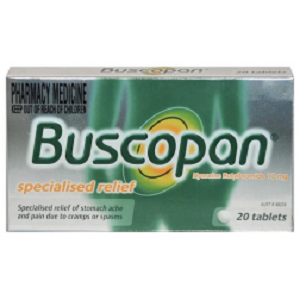 PHARMACY MEDICINE
KEEP OUT OF REACH OF CHILDREN
20 tablets
Buscopan®
specialised relief
Specialised relief of stomach ache
and pain due to cramps or spasms
20 tablets